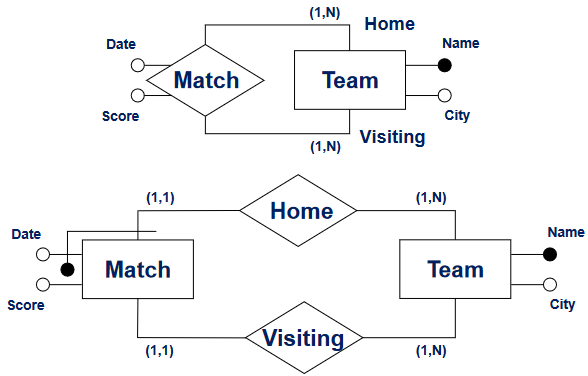 (1,N)
Home
Date
Name
Match
Team
Score
City
Visiting
(1,N)
(1,1)
(1,N)
Home
Date
Name
Match
Team
Score
City
Visiting
(1,1)
(1,N)